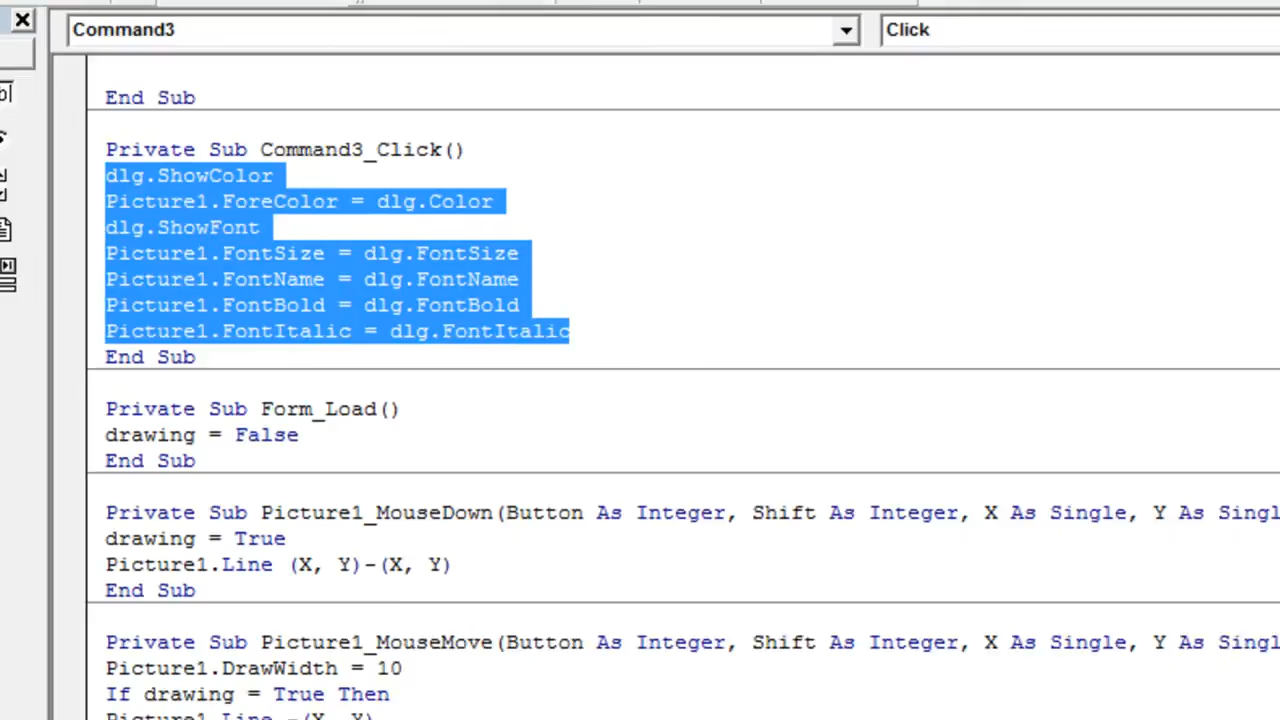 Command3
Click
End Sub
Private Sub Command3_Click()
dlg.ShowColor
Picture1.ForeColor = dlg.Color
dlg.ShowFont
Picture1.FontSize = dlg.FontSize
Picture1.FontName = dlg.FontName
Picture1.FontBold = dlg.FontBold
Picture1.FontItalic = dlg.FontItalic
End Sub
Private Sub Form_Load()
drawing = False
End Sub
Private Sub Picture1_MouseDown(Button As Integer, Shift As Integer, X As Single, Y As Singl
drawing = True
Picture1.Line (X, Y)-(X, Y)
End Sub
Private Sub Picture1_MouseMove(Button As Integer, Shift As Integer, X As Single, Y As Singl
Picture1.DrawWidth = 10
If drawing = True Then
Picture1.Line -(X, Y)